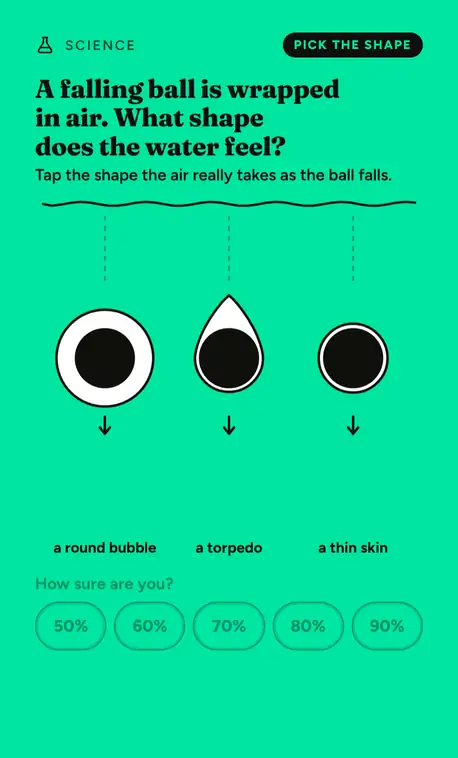 SCIENCE
PICK THE SHAPE
A falling ball is wrapped
in air. What shape
does the water feel?
Tap the shape the air really takes as the ball falls.
a round bubble
a torpedo
a thin skin
How sure are you?
50%
60%
70%
80%
90%